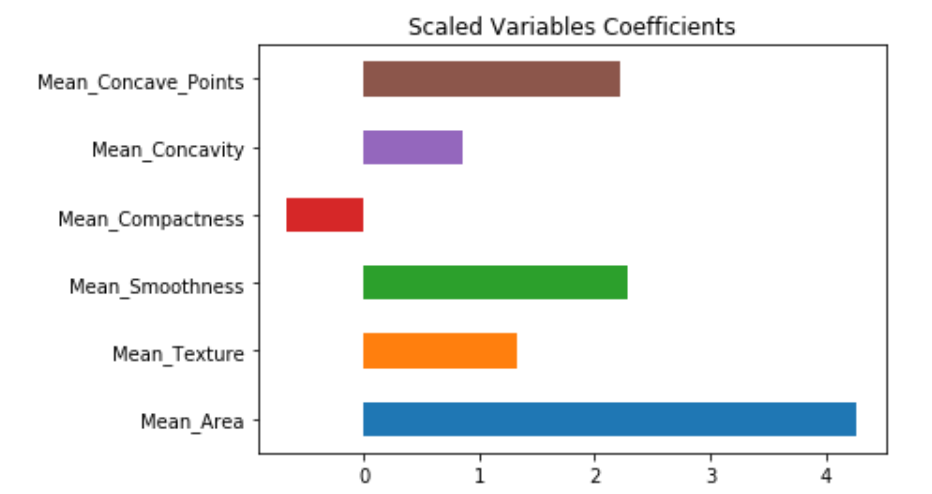 Scaled Variables Coefficients
Mean_Concave_Points
Mean_Concavity
Mean_Compactness
Mean_Smoothness
Mean_Texture
Mean_Area
0 1 2 3 4